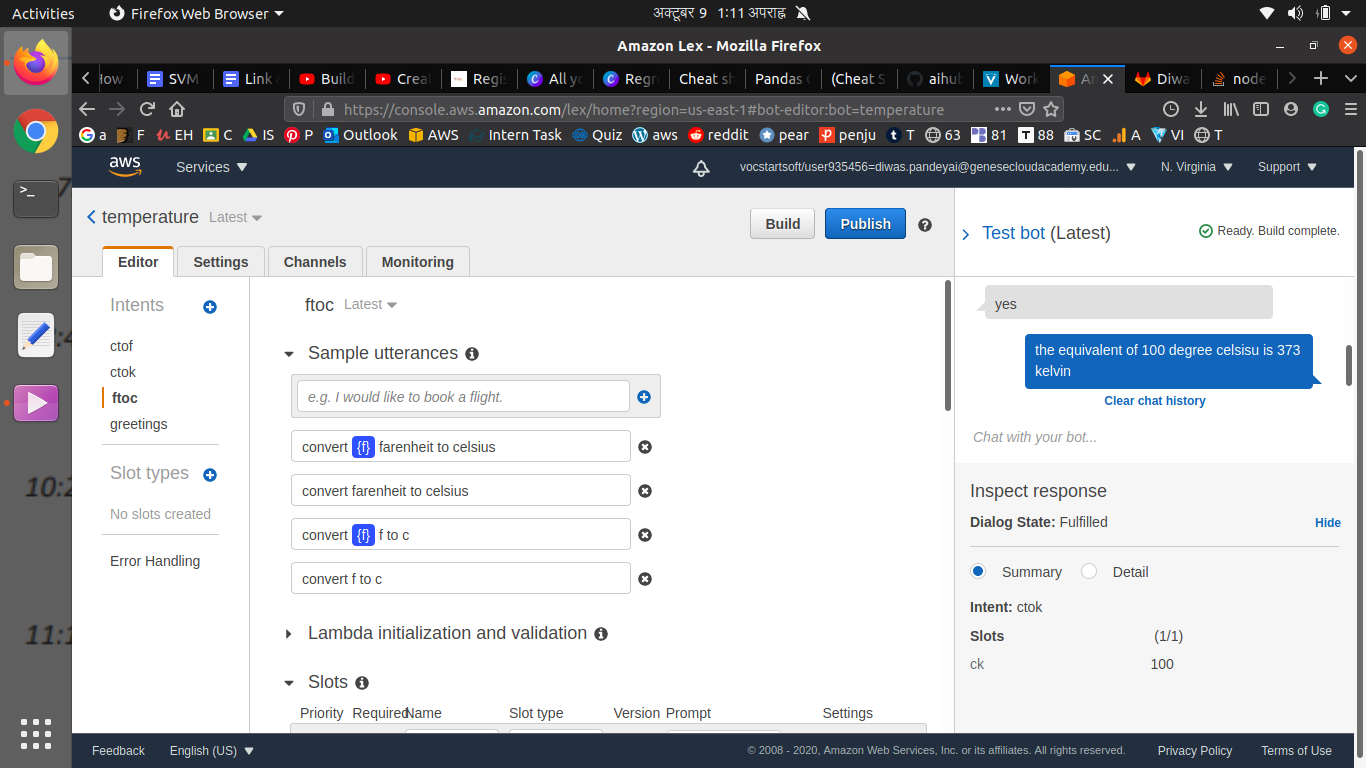 Activities Firefox Web Browser अक्टूबर 9 1:11 अपराह्न
Amazon Lex - Mozilla Firefox
How SVM Link Build Crea Regis All yo Regre Cheat sh Pandas (Cheat S aihub Work Am Diwa node
https://console.aws.amazon.com/lex/home?region=us-east-1#bot-editor:bot=temperature
a F EH C IS P Outlook AWS Intern Task Quiz aws reddit pear penju T 63 81 88 SC A VI T
aws Services vocstartsoft/user935456=diwas.pandeyai@genesecloudacademy.edu... N. Virginia Support
temperature Latest Build Publish
Editor Settings Channels Monitoring
Intents
ctof
ctok
ftoc
greetings
Slot types
No slots created
Error Handling
ftoc Latest
Sample utterances
e.g. I would like to book a flight.
convert {f} farenheit to celsius
convert farenheit to celsius
convert {f} f to c
convert f to c
Lambda initialization and validation
Slots
Priority Required Name Slot type Version Prompt Settings
Test bot (Latest) Ready. Build complete.
yes
the equivalent of 100 degree celsisu is 373
kelvin
Clear chat history
Chat with your bot...
Inspect response
Dialog State: Fulfilled Hide
Summary Detail
Intent: ctok
Slots (1/1)
ck 100
Feedback English (US) © 2008 - 2020, Amazon Web Services, Inc. or its affiliates. All rights reserved. Privacy Policy Terms of Use